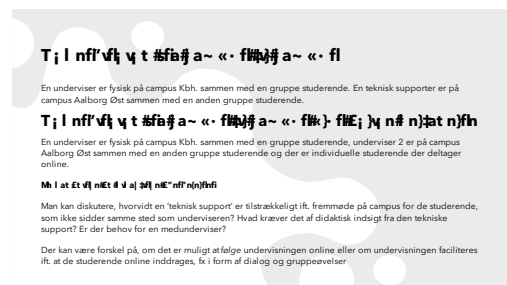 En underviser er fysisk på campus Kbh. sammen med en gruppe studerende. En teknisk supporter er på
campus Aalborg Øst sammen med en anden gruppe studerende.
En underviser er fysisk på campus Kbh. sammen med en gruppe studerende, underviser 2 er på campus
Aalborg Øst sammen med en anden gruppe studerende og der er individuelle studerende der deltager
online.
Man kan diskutere, hvorvidt en 'teknisk support' er tilstrækkeligt ift. fremmøde på campus for de studerende,
som ikke sidder samme sted som underviseren? Hvad kræver det af didaktisk indsigt fra den tekniske
support? Er der behov for en medunderviser?
Der kan være forskel på, om det er muligt at følge undervisningen online eller om undervisningen faciliteres
ift. at de studerende online inddrages, fx i form af dialog og gruppeøvelser